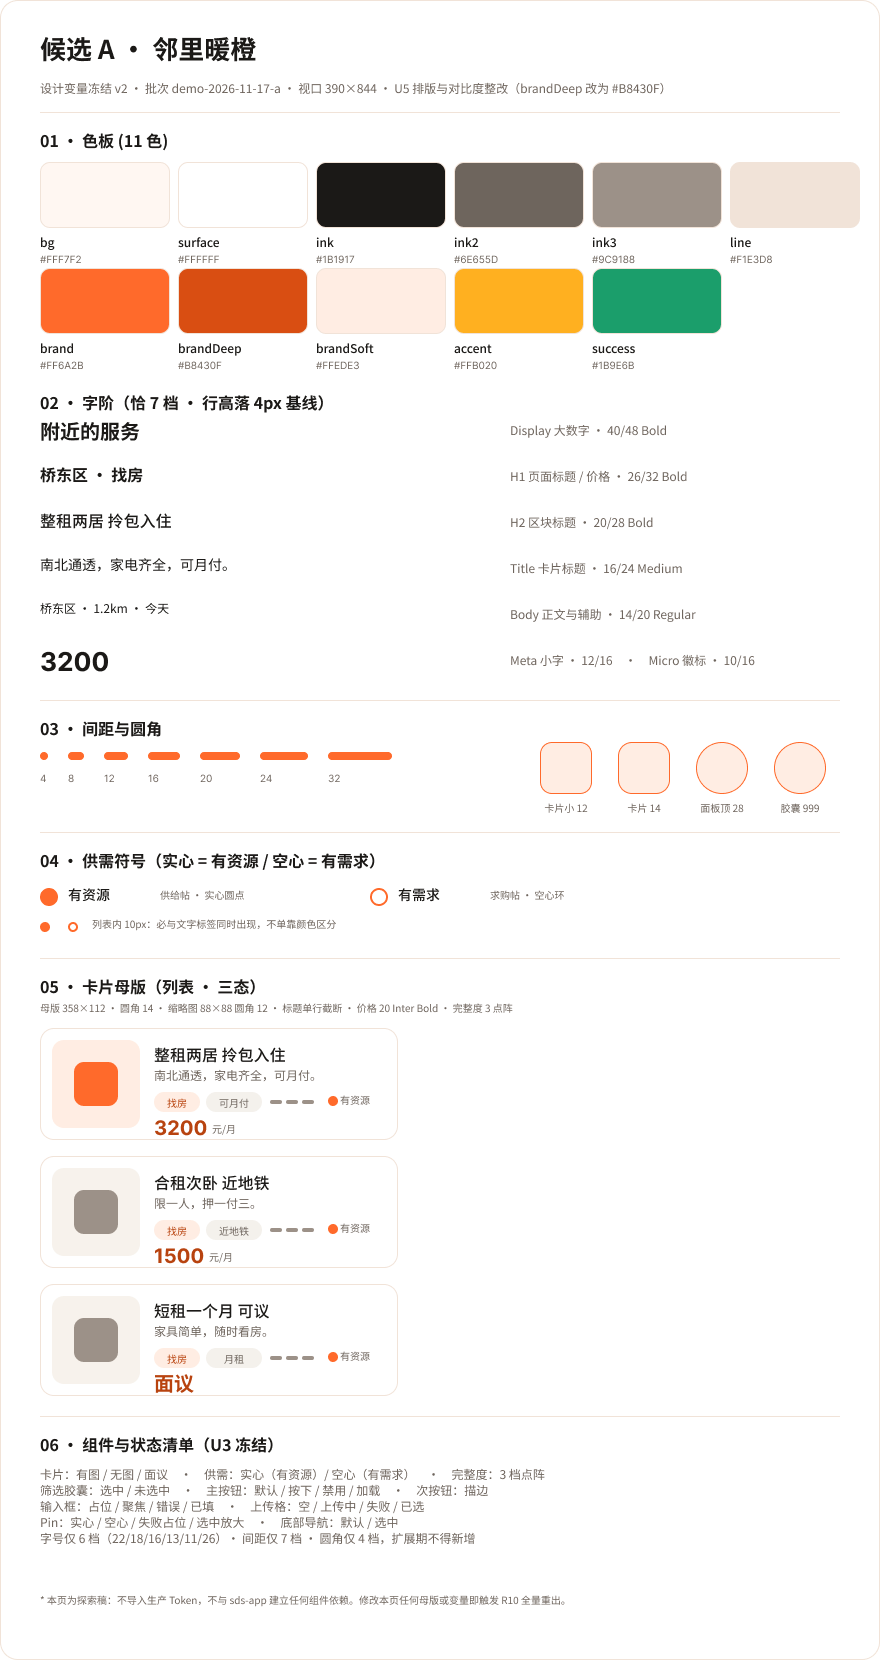 候选 A · 邻里暖橙
设计变量冻结 v2 · 批次 demo-2026-11-17-a · 视口 390×844 · U5 排版与对比度整改（brandDeep 改为 #B8430F）
01 · 色板 (11 色)
bg surface ink ink2 ink3 line
#FFF7F2 #FFFFFF #1B1917 #6E655D #9C9188 #F1E3D8
brand brandDeep brandSoft accent success
#FF6A2B #B8430F #FFEDE3 #FFB020 #1B9E6B
02 · 字阶（恰 7 档 · 行高落 4px 基线）
附近的服务 Display 大数字 · 40/48 Bold
桥东区 · 找房 H1 页面标题 / 价格 · 26/32 Bold
整租两居 拎包入住 H2 区块标题 · 20/28 Bold
南北通透，家电齐全，可月付。 Title 卡片标题 · 16/24 Medium
桥东区 · 1.2km · 今天 Body 正文与辅助 · 14/20 Regular
3200 Meta 小字 · 12/16 · Micro 徽标 · 10/16
03 · 间距与圆角
4 8 12 16 20 24 32
卡片小 12 卡片 14 面板顶 28 胶囊 999
04 · 供需符号（实心 = 有资源 / 空心 = 有需求）
有资源 供给帖 · 实心圆点 有需求 求购帖 · 空心环
列表内 10px：必与文字标签同时出现，不单靠颜色区分
05 · 卡片母版（列表 · 三态）
母版 358×112 · 圆角 14 · 缩略图 88×88 圆角 12 · 标题单行截断 · 价格 20 Inter Bold · 完整度 3 点阵
整租两居 拎包入住
南北通透，家电齐全，可月付。
找房 可月付 有资源
3200 元/月
合租次卧 近地铁
限一人，押一付三。
找房 近地铁 有资源
1500 元/月
短租一个月 可议
家具简单，随时看房。
找房 月租 有资源
面议
06 · 组件与状态清单（U3 冻结）
卡片：有图 / 无图 / 面议 · 供需：实心（有资源）/ 空心（有需求） · 完整度：3 档点阵
筛选胶囊：选中 / 未选中 · 主按钮：默认 / 按下 / 禁用 / 加载 · 次按钮：描边
输入框：占位 / 聚焦 / 错误 / 已填 · 上传格：空 / 上传中 / 失败 / 已选
Pin：实心 / 空心 / 失败占位 / 选中放大 · 底部导航：默认 / 选中
字号仅 6 档（22/18/16/13/11/26）· 间距仅 7 档 · 圆角仅 4 档，扩展期不得新增
* 本页为探索稿：不导入生产 Token，不与 sds-app 建立任何组件依赖。修改本页任何母版或变量即触发 R10 全量重出。